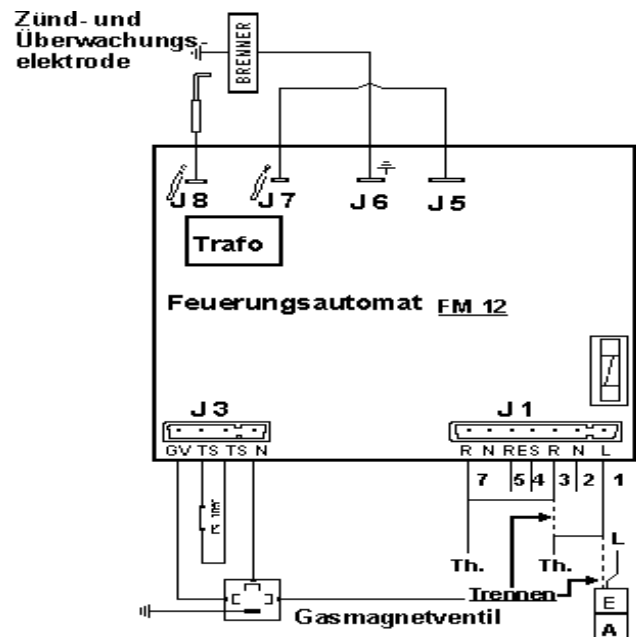 Zünd- und
Überwachungs-
elektrode
BRENNER
J8 J7 J6 J5
Trafo
Feuerungsautomat FM 12
J3 J1
GV TS TS N R N RES R N L
7 5 4 3 2 1
L
Th. Th.
Trennen
E
Gasmagnetventil
A